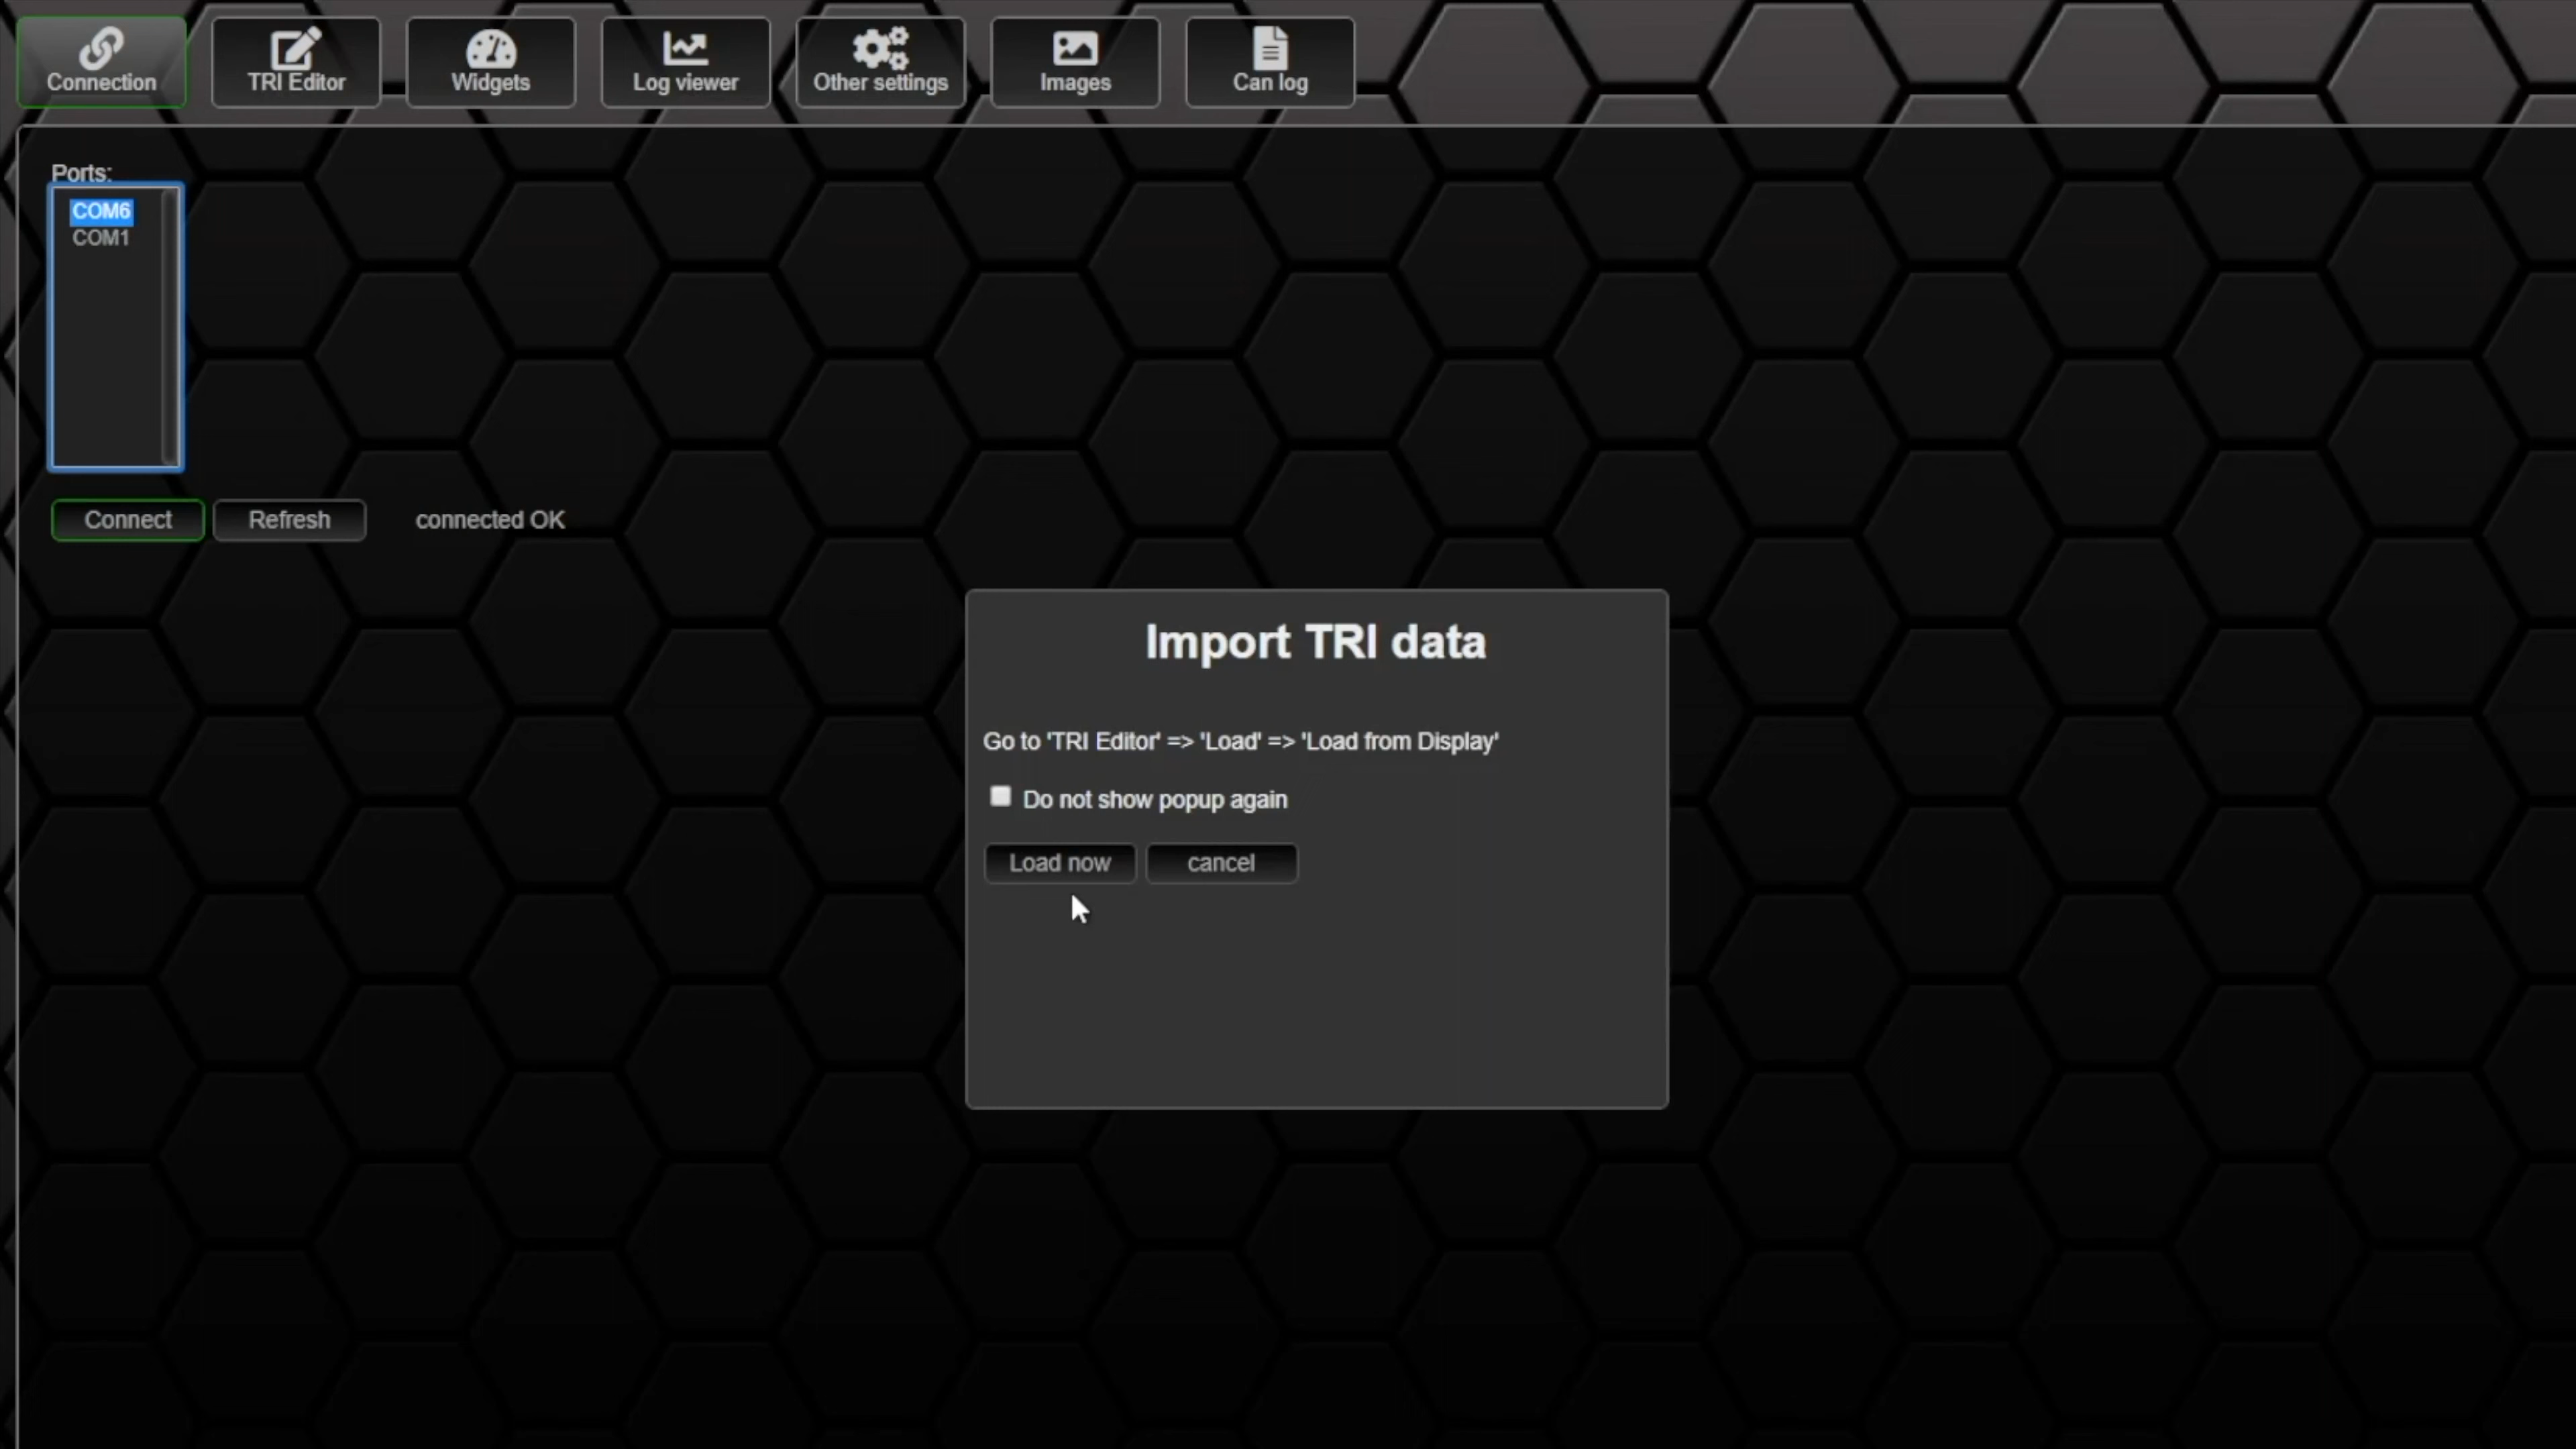 Connection
TRI Editor
Widgets
Log viewer
Other settings
Images
Can log
Ports:
COM6
COM1
Connect
Refresh
connected OK
Import TRI data
Go to 'TRI Editor' => 'Load' => 'Load from Display'
Do not show popup again
Load now
cancel